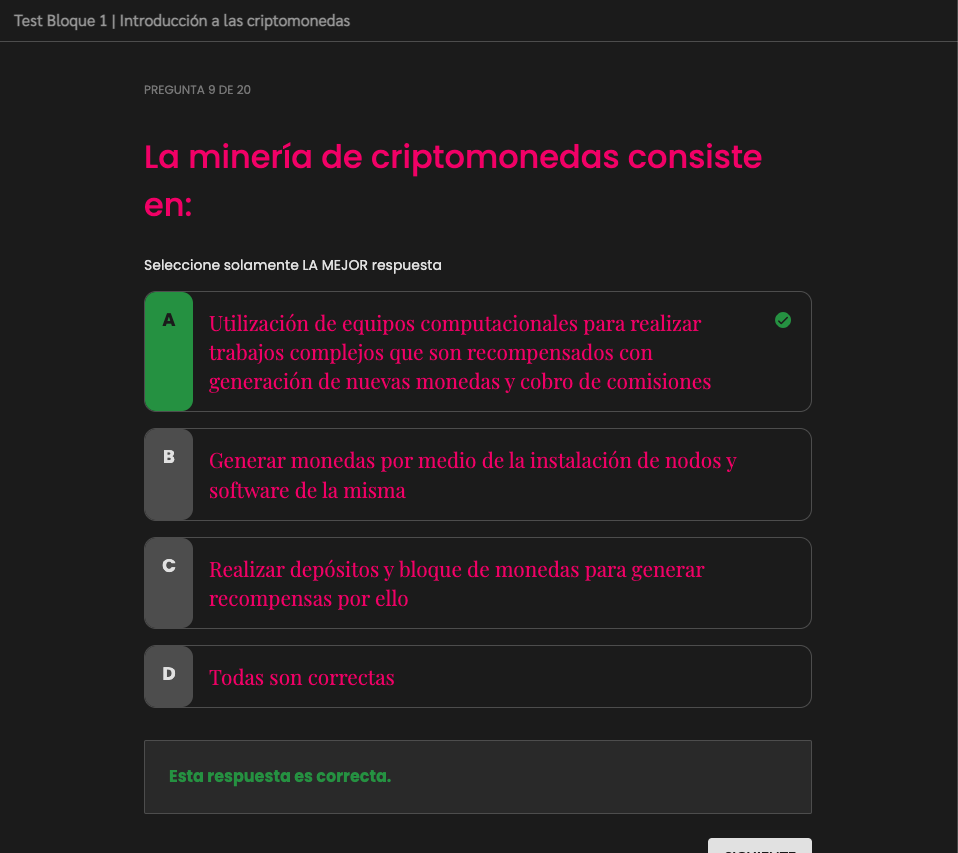 Test Bloque 1 | Introducción a las criptomonedas
PREGUNTA 9 DE 20
La minería de criptomonedas consiste
en:
Seleccione solamente LA MEJOR respuesta
A
Utilización de equipos computacionales para realizar
trabajos complejos que son recompensados con
generación de nuevas monedas y cobro de comisiones
B
Generar monedas por medio de la instalación de nodos y
software de la misma
C
Realizar depósitos y bloque de monedas para generar
recompensas por ello
D
Todas son correctas
Esta respuesta es correcta.
SIGUIENTE